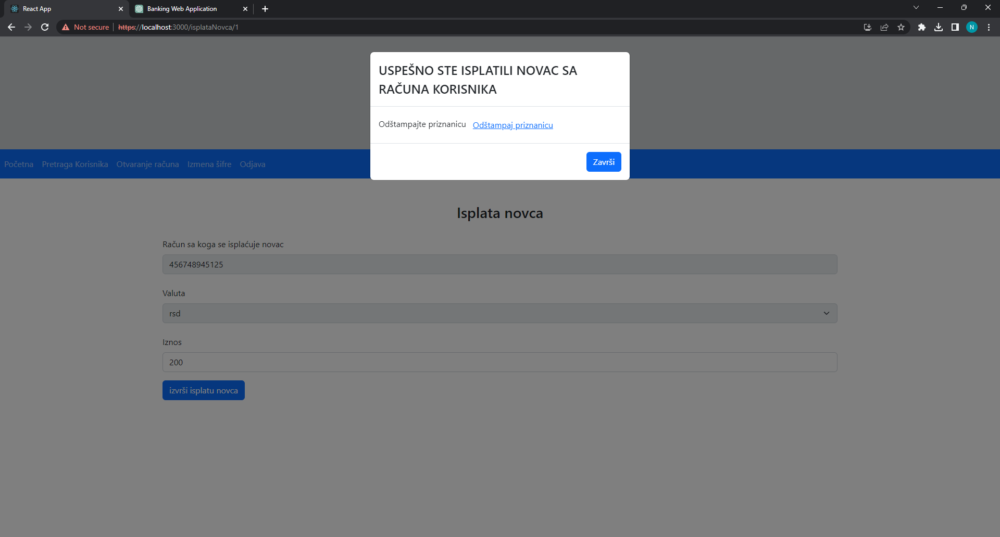 React App
Banking Web Application
Not secure
https://localhost:3000/isplataNovca/1
N
USPEŠNO STE ISPLATILI NOVAC SA
RAČUNA KORISNIKA
Odštampajte priznanicu Odštampaj priznanicu
Završi
Početna Pretraga Korisnika Otvaranje računa Izmena šifre Odjava
Isplata novca
Račun sa koga se isplaćuje novac
456748945125
Valuta
rsd
Iznos
200
izvrši isplatu novca